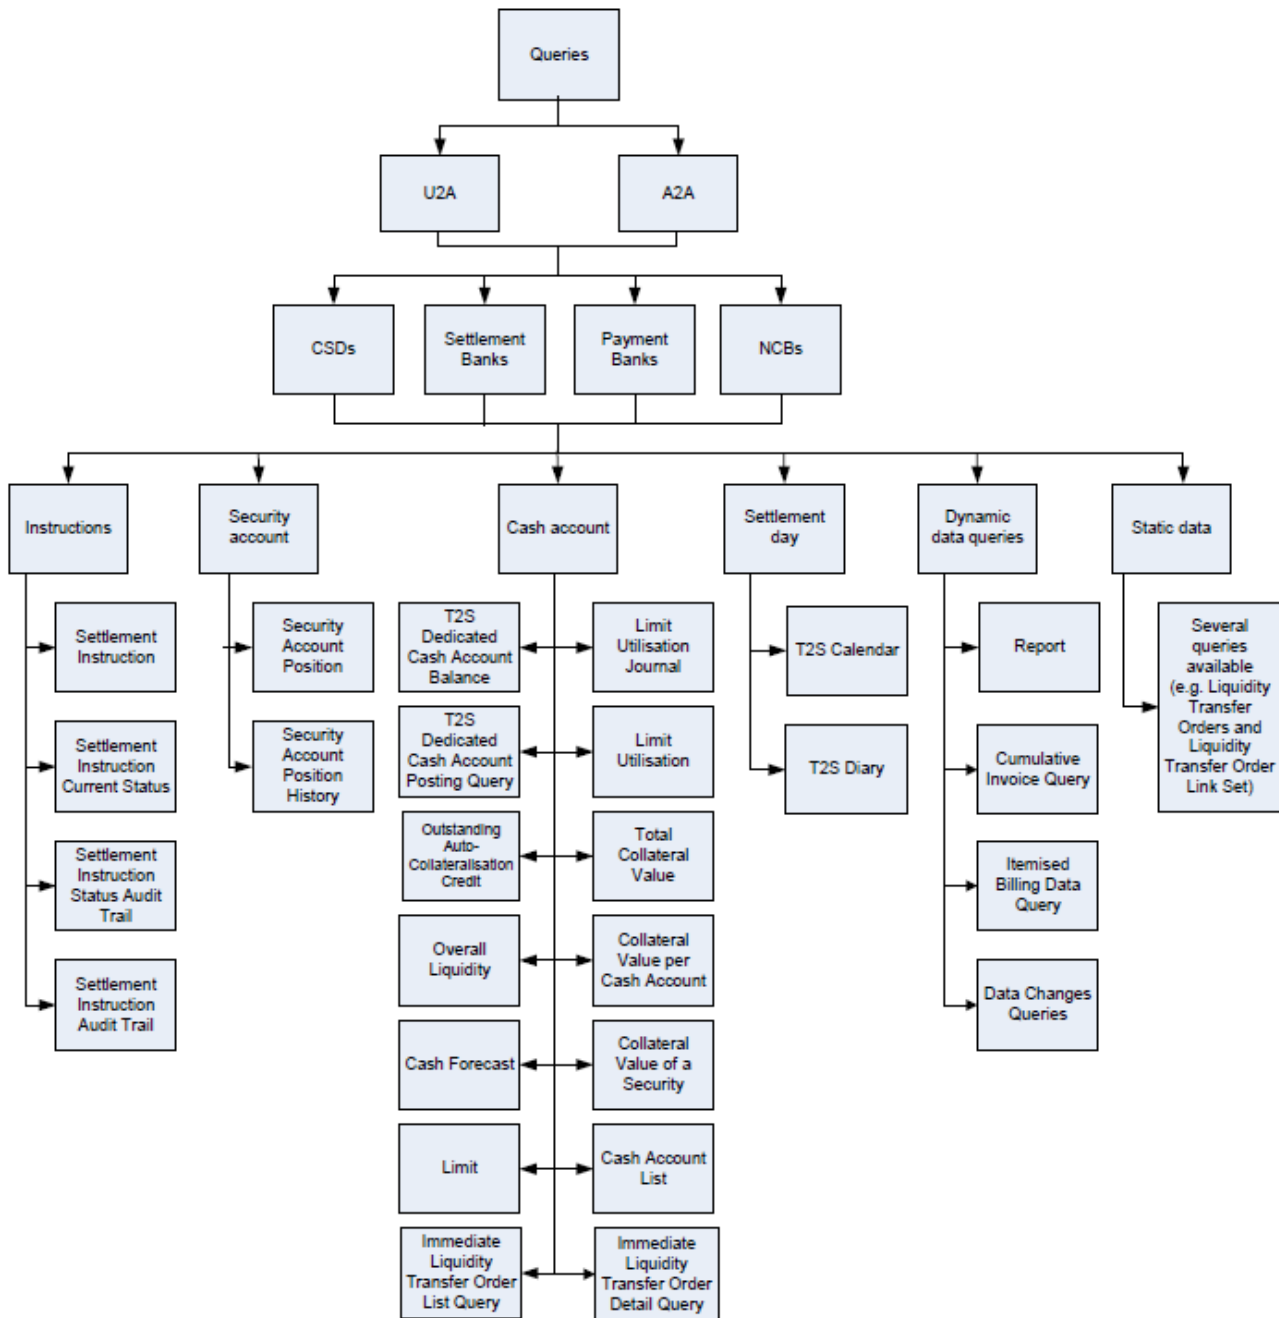 Queries
U2A
A2A
CSDs
Settlement
Banks
Payment
Banks
NCBs
Instructions
Security
account
Cash account
Settlement
day
Dynamic
data queries
Static data
Settlement
Instruction
Settlement
Instruction
Current Status
Settlement
Instruction
Status Audit
Trail
Settlement
Instruction
Audit Trail
Security
Account
Position
Security
Account
Position
History
T2S
Dedicated
Cash Account
Balance
T2S
Dedicated
Cash Account
Posting Query
Outstanding
Auto-
Collateralisation
Credit
Overall
Liquidity
Cash Forecast
Limit
Immediate
Liquidity
Transfer Order
List Query
Limit
Utilisation
Journal
Limit
Utilisation
Total
Collateral
Value
Collateral
Value per
Cash Account
Collateral
Value of a
Security
Cash Account
List
Immediate
Liquidity
Transfer Order
Detail Query
T2S Calendar
T2S Diary
Report
Cumulative
Invoice Query
Itemised
Billing Data
Query
Data Changes
Queries
Several
queries
available
(e.g. Liquidity
Transfer
Orders and
Liquidity
Transfer Order
Link Set)